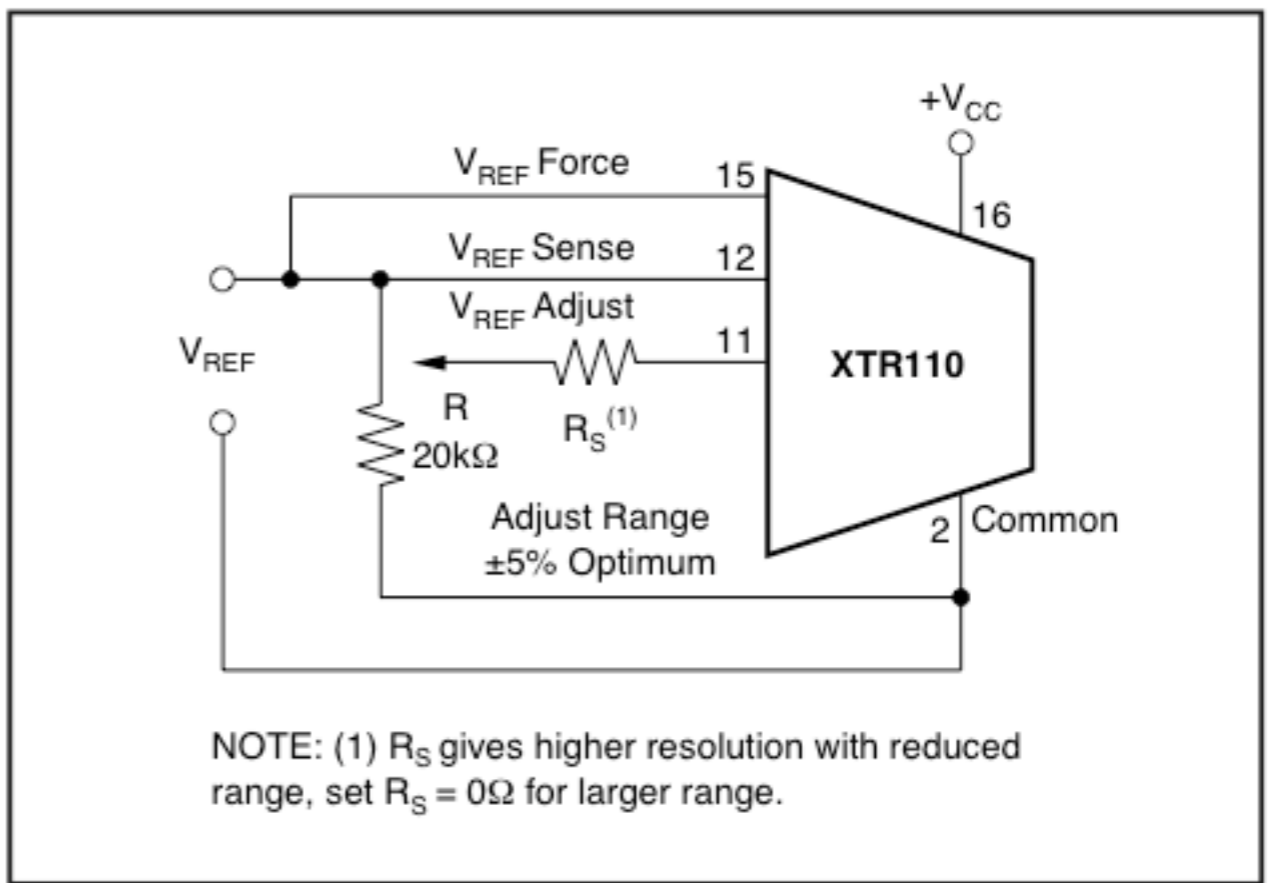 +VCC
VREF Force
15
16
VREF Sense
12
VREF Adjust
11
VREF
XTR110
R
20kΩ
RS(1)
Adjust Range
±5% Optimum
2
Common
NOTE: (1) RS gives higher resolution with reduced
range, set RS = 0Ω for larger range.